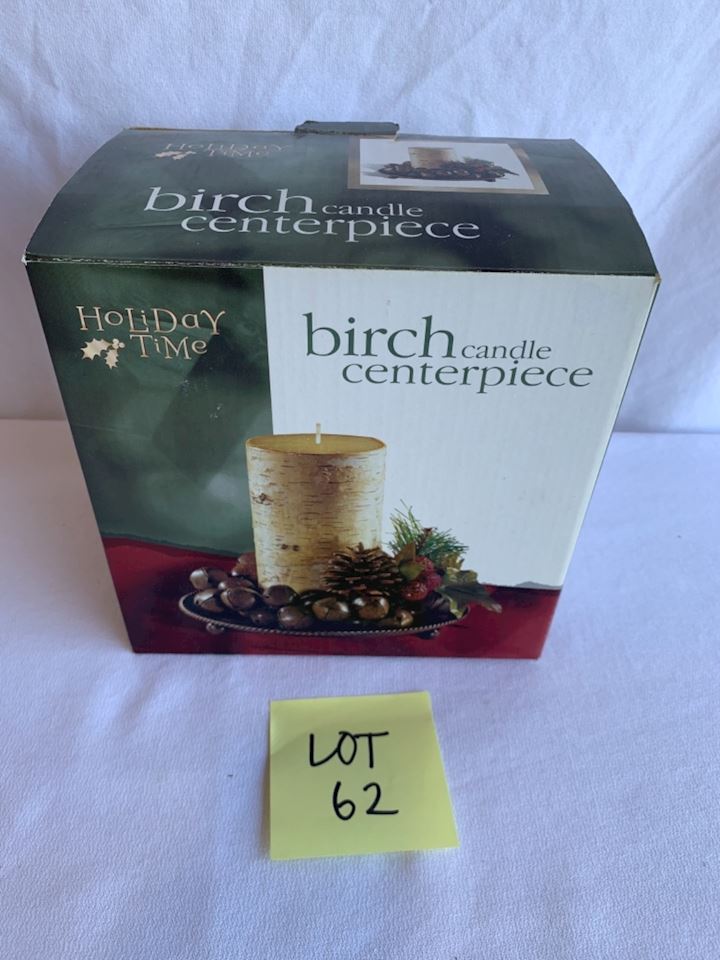 HOLiDaY
TiMe
birch candle
centerpiece
HoLiDaY
TiMe
birch candle
centerpiece
LOT
62